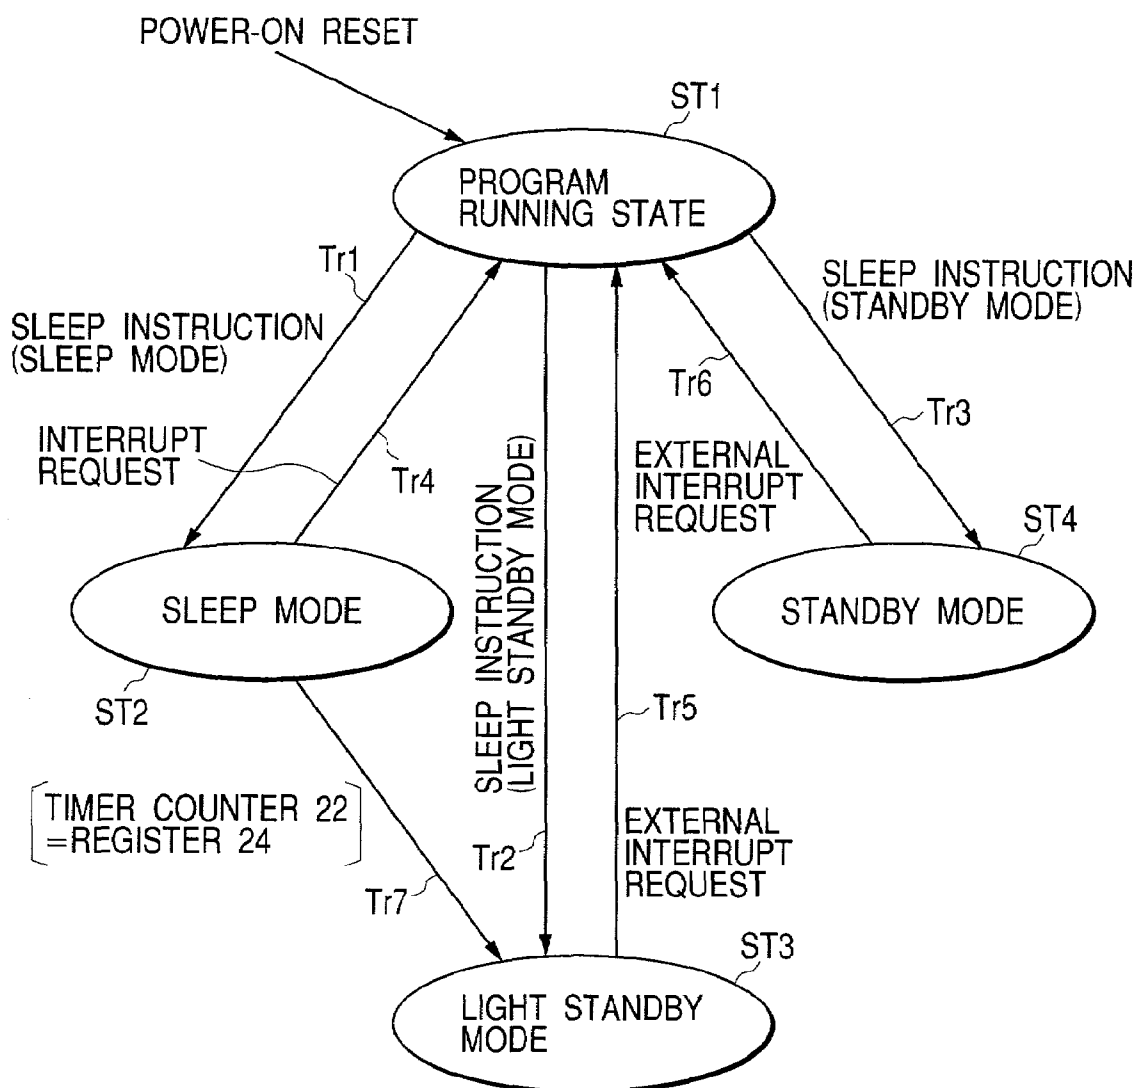 POWER-ON RESET
ST1
PROGRAM
RUNNING STATE
Tr1
SLEEP INSTRUCTION
(SLEEP MODE)
SLEEP INSTRUCTION
(STANDBY MODE)
Tr6
Tr3
INTERRUPT
REQUEST
Tr4
EXTERNAL
INTERRUPT
REQUEST
SLEEP INSTRUCTION
(LIGHT STANDBY MODE)
ST4
SLEEP MODE
STANDBY MODE
ST2
Tr5
TIMER COUNTER 22
=REGISTER 24
Tr7
Tr2
EXTERNAL
INTERRUPT
REQUEST
ST3
LIGHT STANDBY
MODE